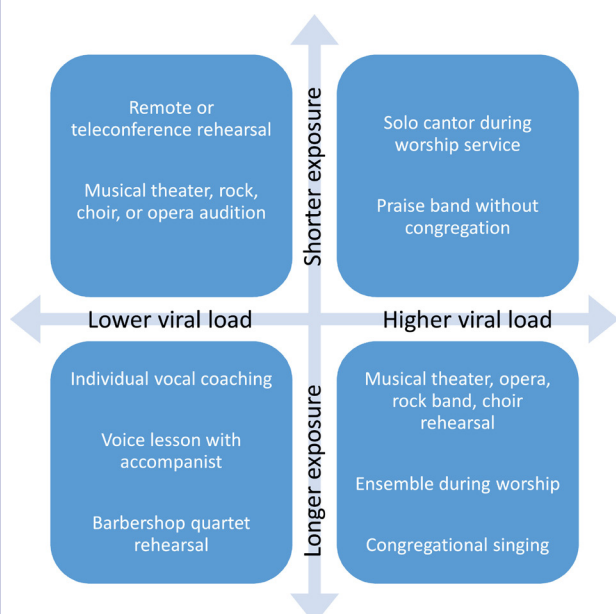 Remote or
teleconference rehearsal
Musical theater, rock,
choir, or opera audition
Shorter exposure
Solo cantor during
worship service
Praise band without
congregation
Lower viral load
Higher viral load
Individual vocal coaching
Voice lesson with
accompanist
Barbershop quartet
rehearsal
Longer exposure
Musical theater, opera,
rock band, choir
rehearsal
Ensemble during worship
Congregational singing